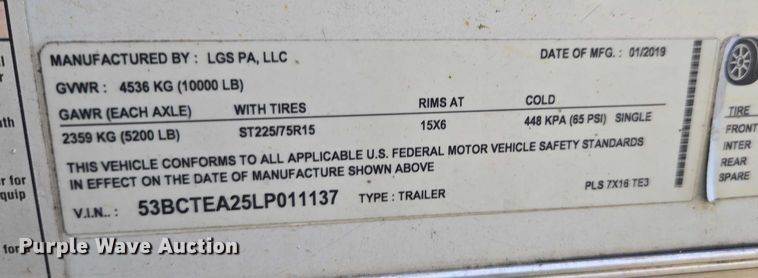 MANUFACTURED BY : LGS PA, LLC DATE OF MFG. : 01/2019
GVWR : 4536 KG (10000 LB)
GAWR (EACH AXLE) WITH TIRES RIMS AT COLD
2359 KG (5200 LB) ST225/75R15 15X6 448 KPA (65 PSI) SINGLE
THIS VEHICLE CONFORMS TO ALL APPLICABLE U.S. FEDERAL MOTOR VEHICLE SAFETY STANDARDS
IN EFFECT ON THE DATE OF MANUFACTURE SHOWN ABOVE
PLS 7X16 TE3
V.I.N.. : 53BCTEA25LP011137 TYPE : TRAILER
TIRE
FRONT
INTER
REAR
SPARE
r for
quip
for
Purple Wave Auction